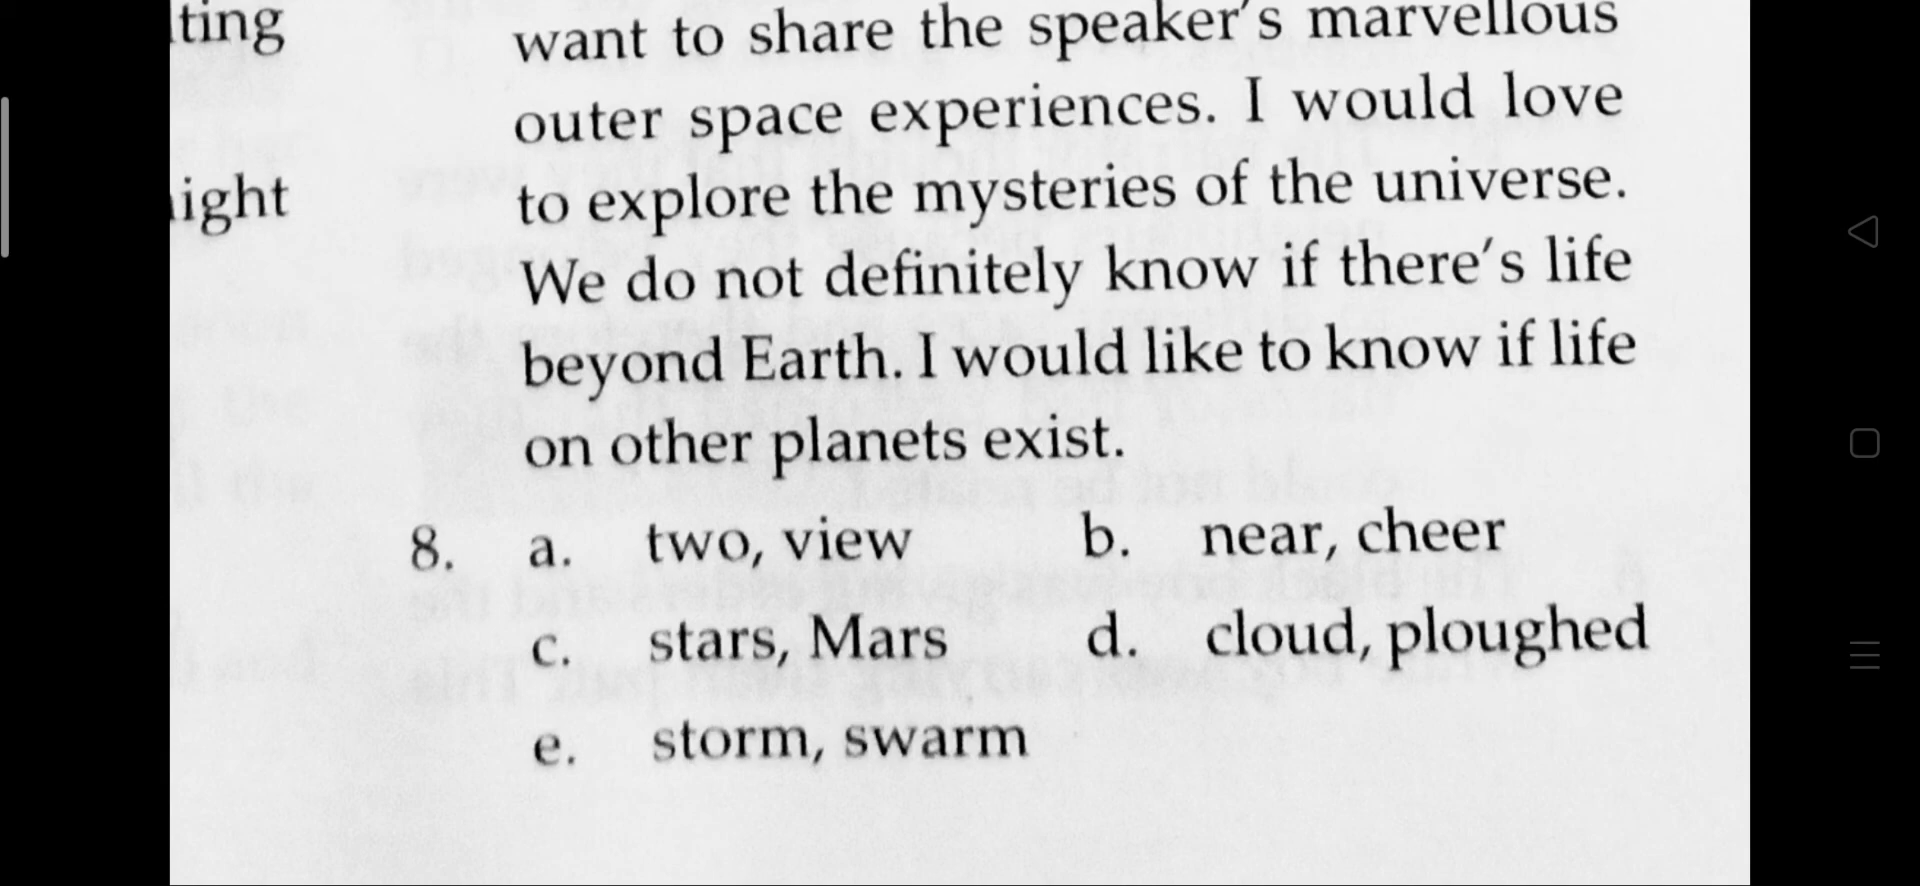 want to share the speaker's marvellous
outer space experiences. I would love
to explore the mysteries of the universe.
We do not definitely know if there's life
beyond Earth. I would like to know if life
on other planets exist.
8. a. two, view b. near, cheer
c. stars, Mars d. cloud, ploughed
e. storm, swarm